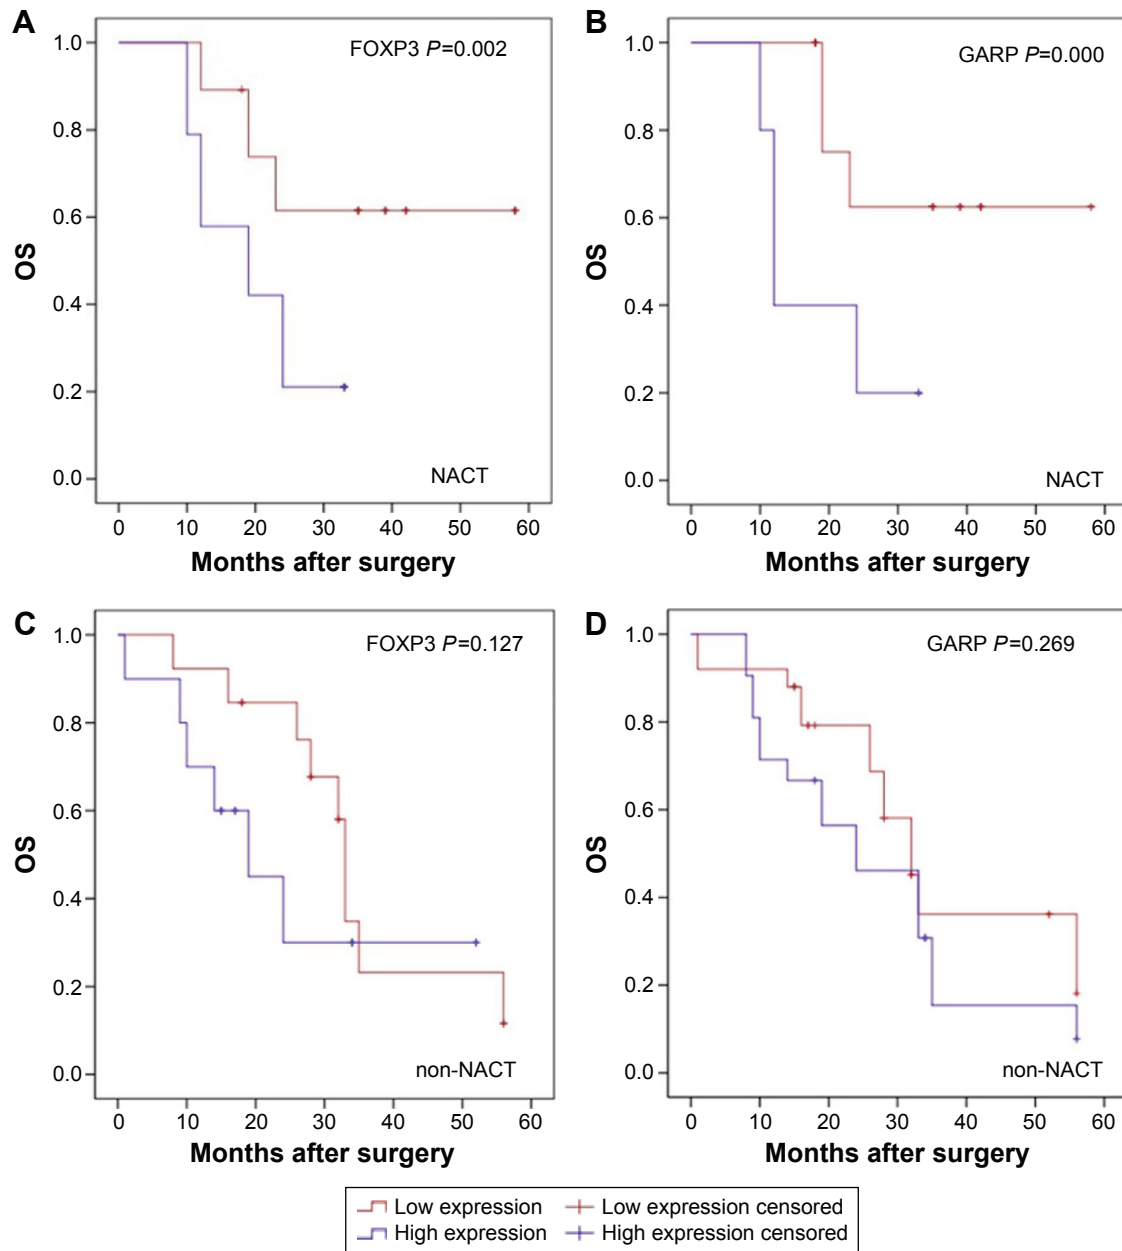 A
FOXP3 P=0.002
1.0
0.8
0.6
0.4
0.2
0.0
OS
NACT
0 10 20 30 40 50 60
Months after surgery
B
GARP P=0.000
1.0
0.8
0.6
0.4
0.2
0.0
OS
NACT
0 10 20 30 40 50 60
Months after surgery
C
FOXP3 P=0.127
1.0
0.8
0.6
0.4
0.2
0.0
OS
non-NACT
0 10 20 30 40 50 60
Months after surgery
D
GARP P=0.269
1.0
0.8
0.6
0.4
0.2
0.0
OS
non-NACT
0 10 20 30 40 50 60
Months after surgery
Low expression Low expression censored
High expression High expression censored